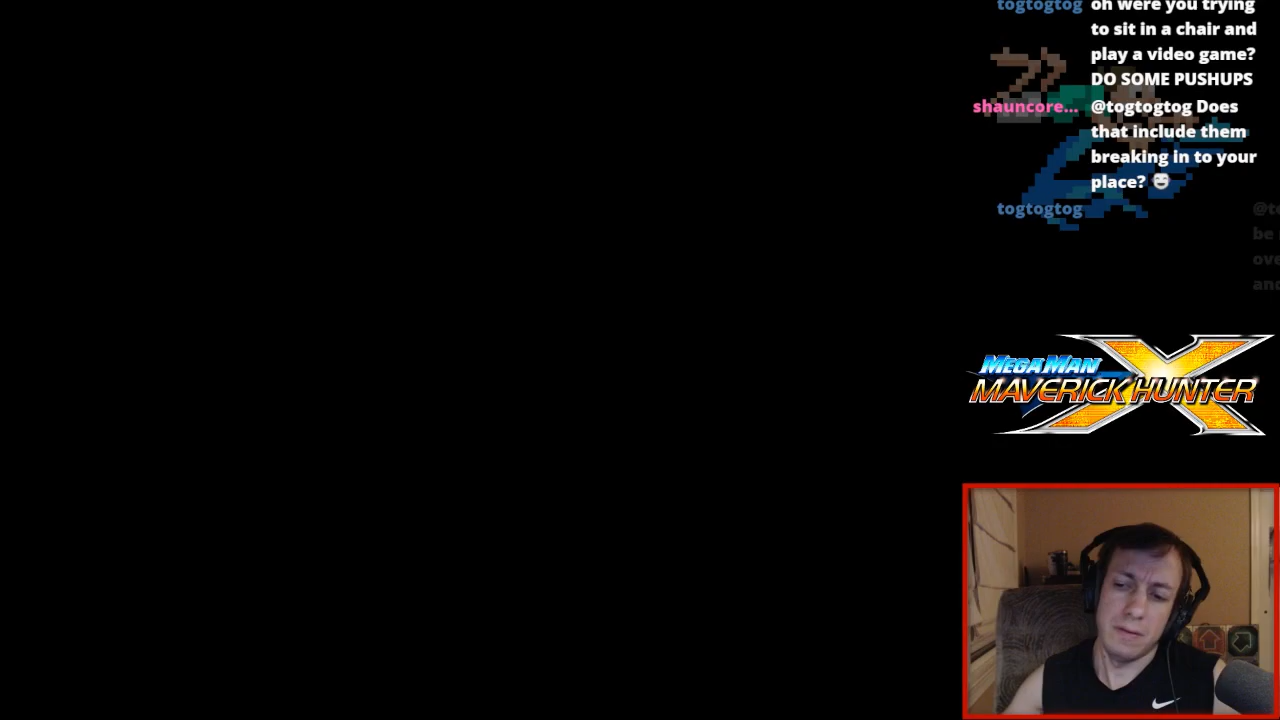 togtogtog oh were you trying
to sit in a chair and
play a video game?
DO SOME PUSHUPS
shauncore... @togtogtog Does
that include them
breaking in to your
place?
togtogtog
be
MEGA MAN
MAVERICK HUNTER X